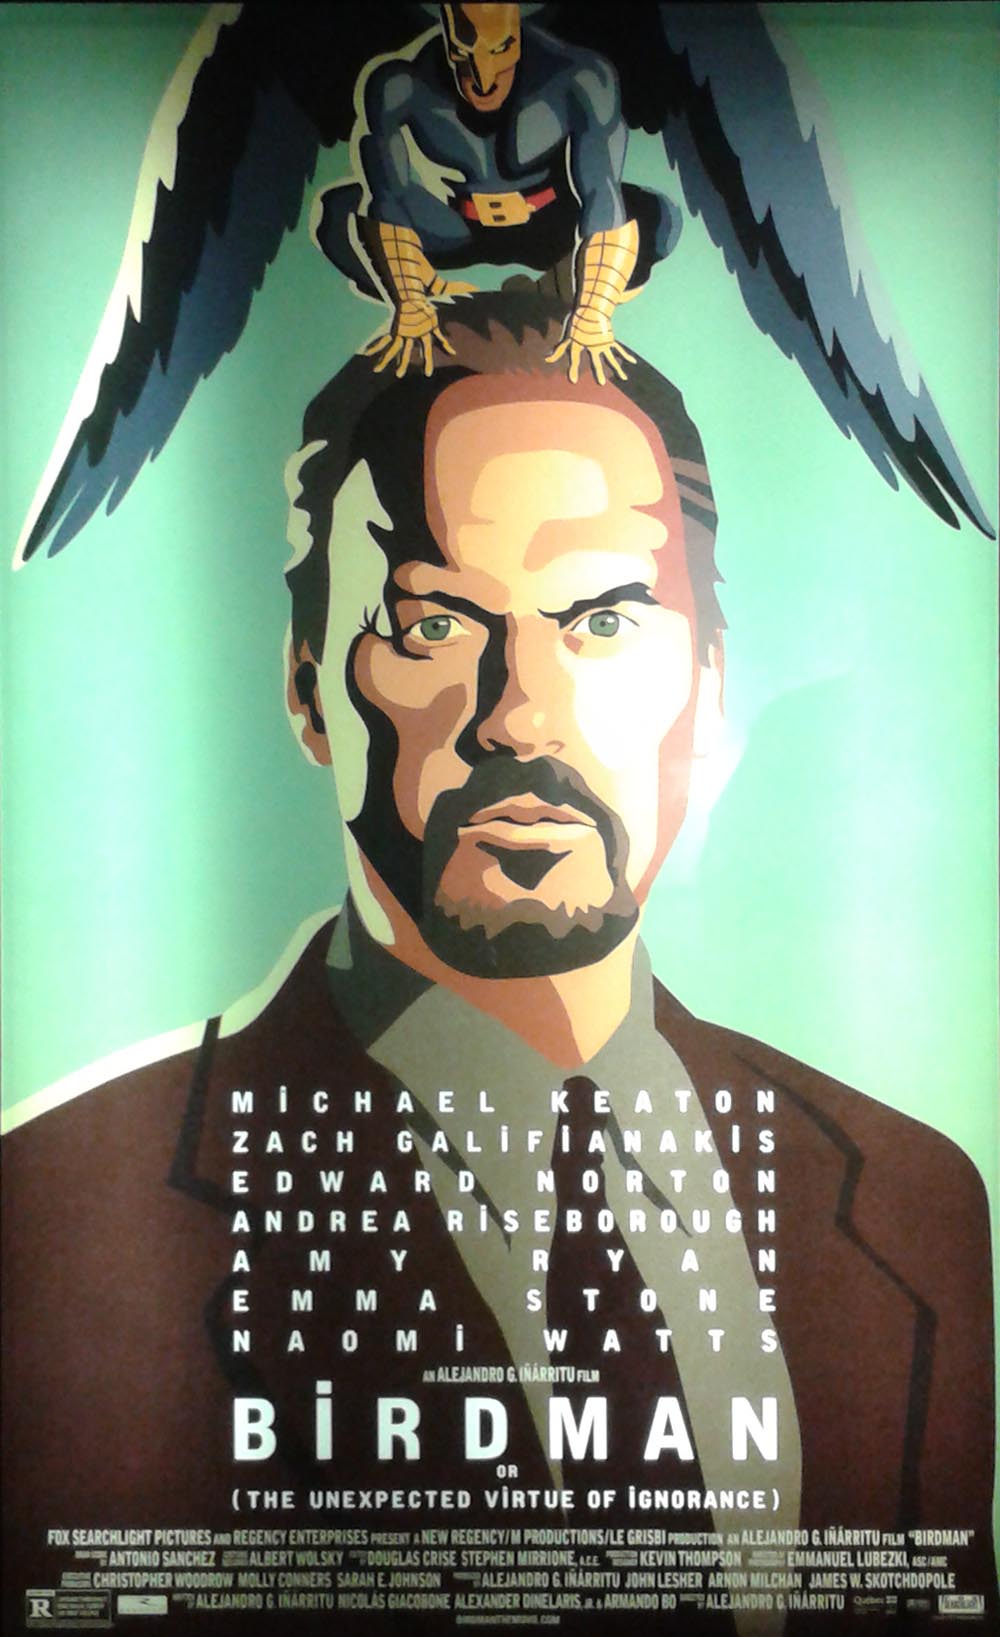 B
MiCHAEL KEATON
ZACH GALiFiANAKiS
EDWARD NORTON
ANDREA RiSEBOROUGH
AMY RYAN
EMMA STONE
NAOMi WATTS
AN ALEJANDRO G. IÑÁRRITU FILM
BiRDMAN
OR
(THE UNEXPECTED ViRTUE OF iGNORANCE)
FOX SEARCHLIGHT PICTURES AND REGENCY ENTERPRISES PRESENT A NEW REGENCY/M PRODUCTIONS/LE GRISBI PRODUCTION AN ALEJANDRO G. IÑÁRRITU FILM "BIRDMAN"
ANTONIO SANCHEZ ALBERT WOLSKY DOUGLAS CRISE STEPHEN MIRRIONE, A.C.E. KEVIN THOMPSON EMMANUEL LUBEZKI, ASC/AMC
CHRISTOPHER WOODROW MOLLY CONNERS SARAH E. JOHNSON ALEJANDRO G. IÑÁRRITU JOHN LESHER ARNON MILCHAN JAMES W. SKOTCHDOPOLE
R ALEJANDRO G. IÑÁRRITU NICOLÁS GIACOBONE ALEXANDER DINELARIS, JR. & ARMANDO BO ALEJANDRO G. IÑÁRRITU Québec
BIRDMANTHEMOVIE.COM